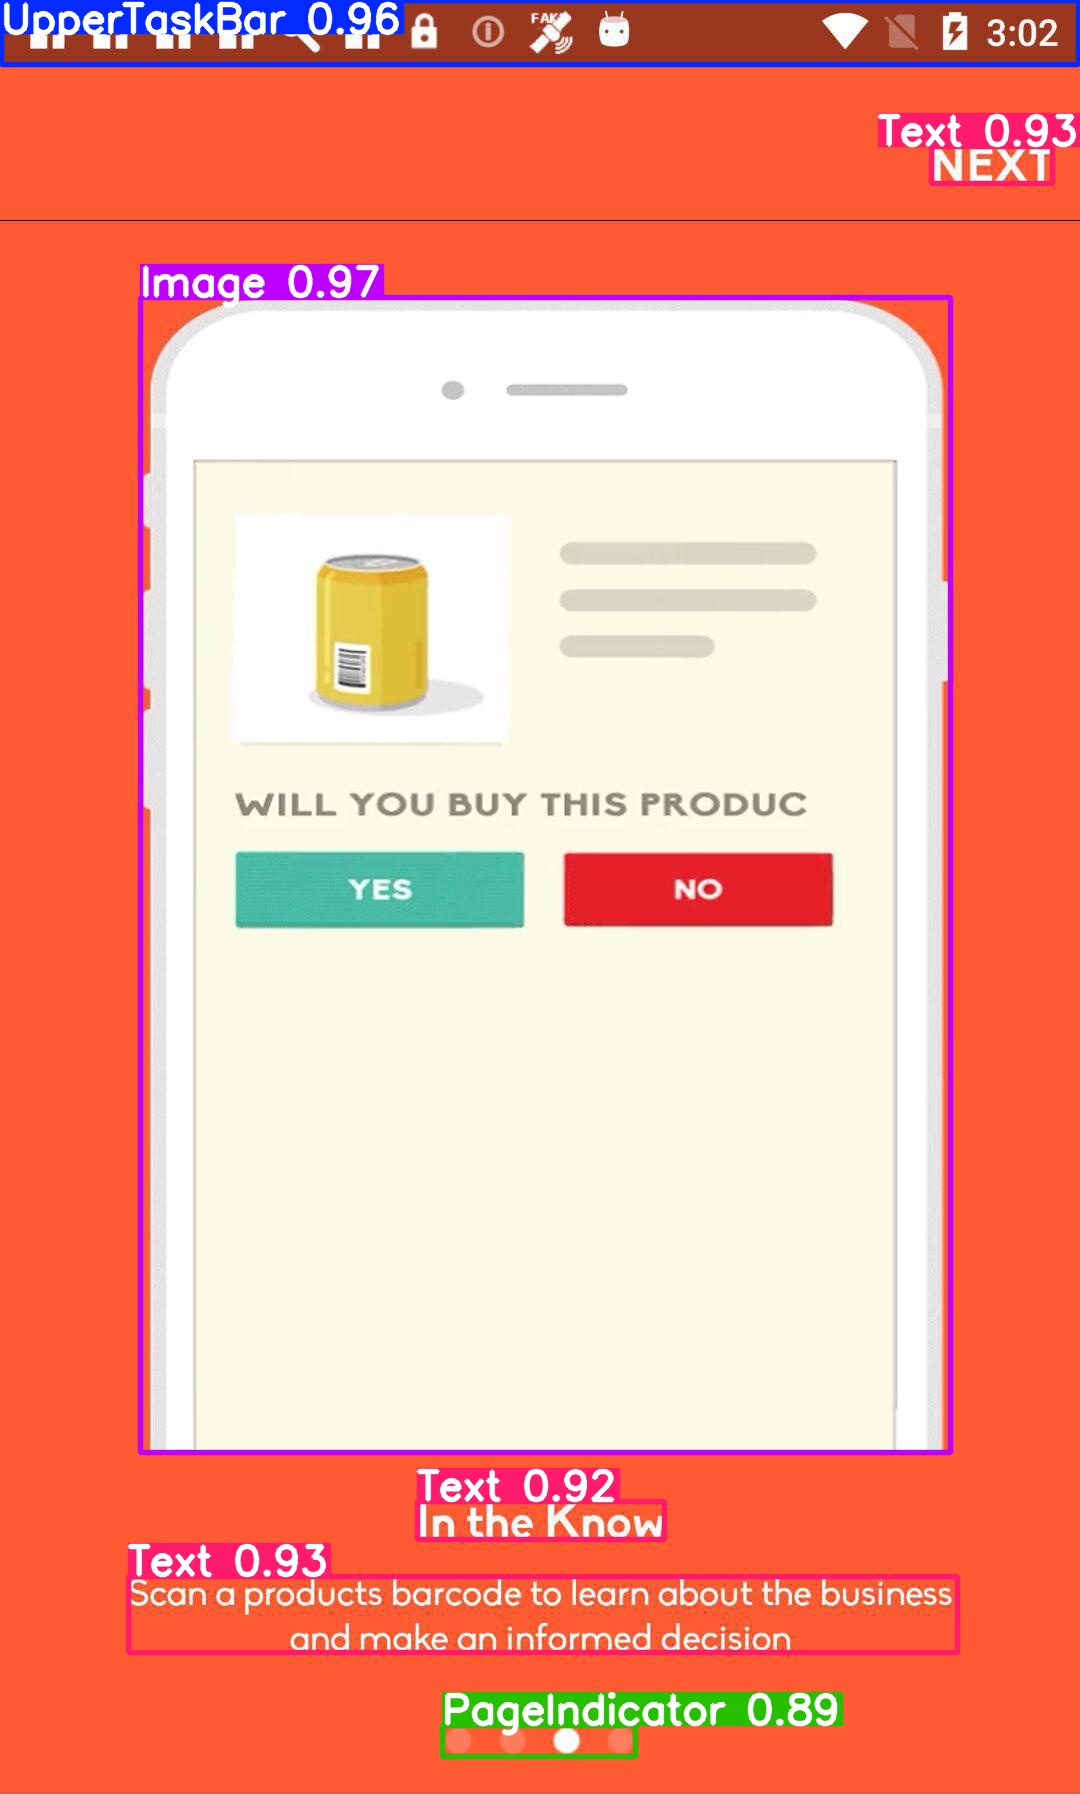 UpperTaskBar 0.96
FAKE
3:02
Text 0.93
NEXT
Image 0.97
WILL YOU BUY THIS PRODUC
YES NO
Text 0.92
In the Know
Text 0.93
Scan a products barcode to learn about the business
and make an informed decision
PageIndicator 0.89